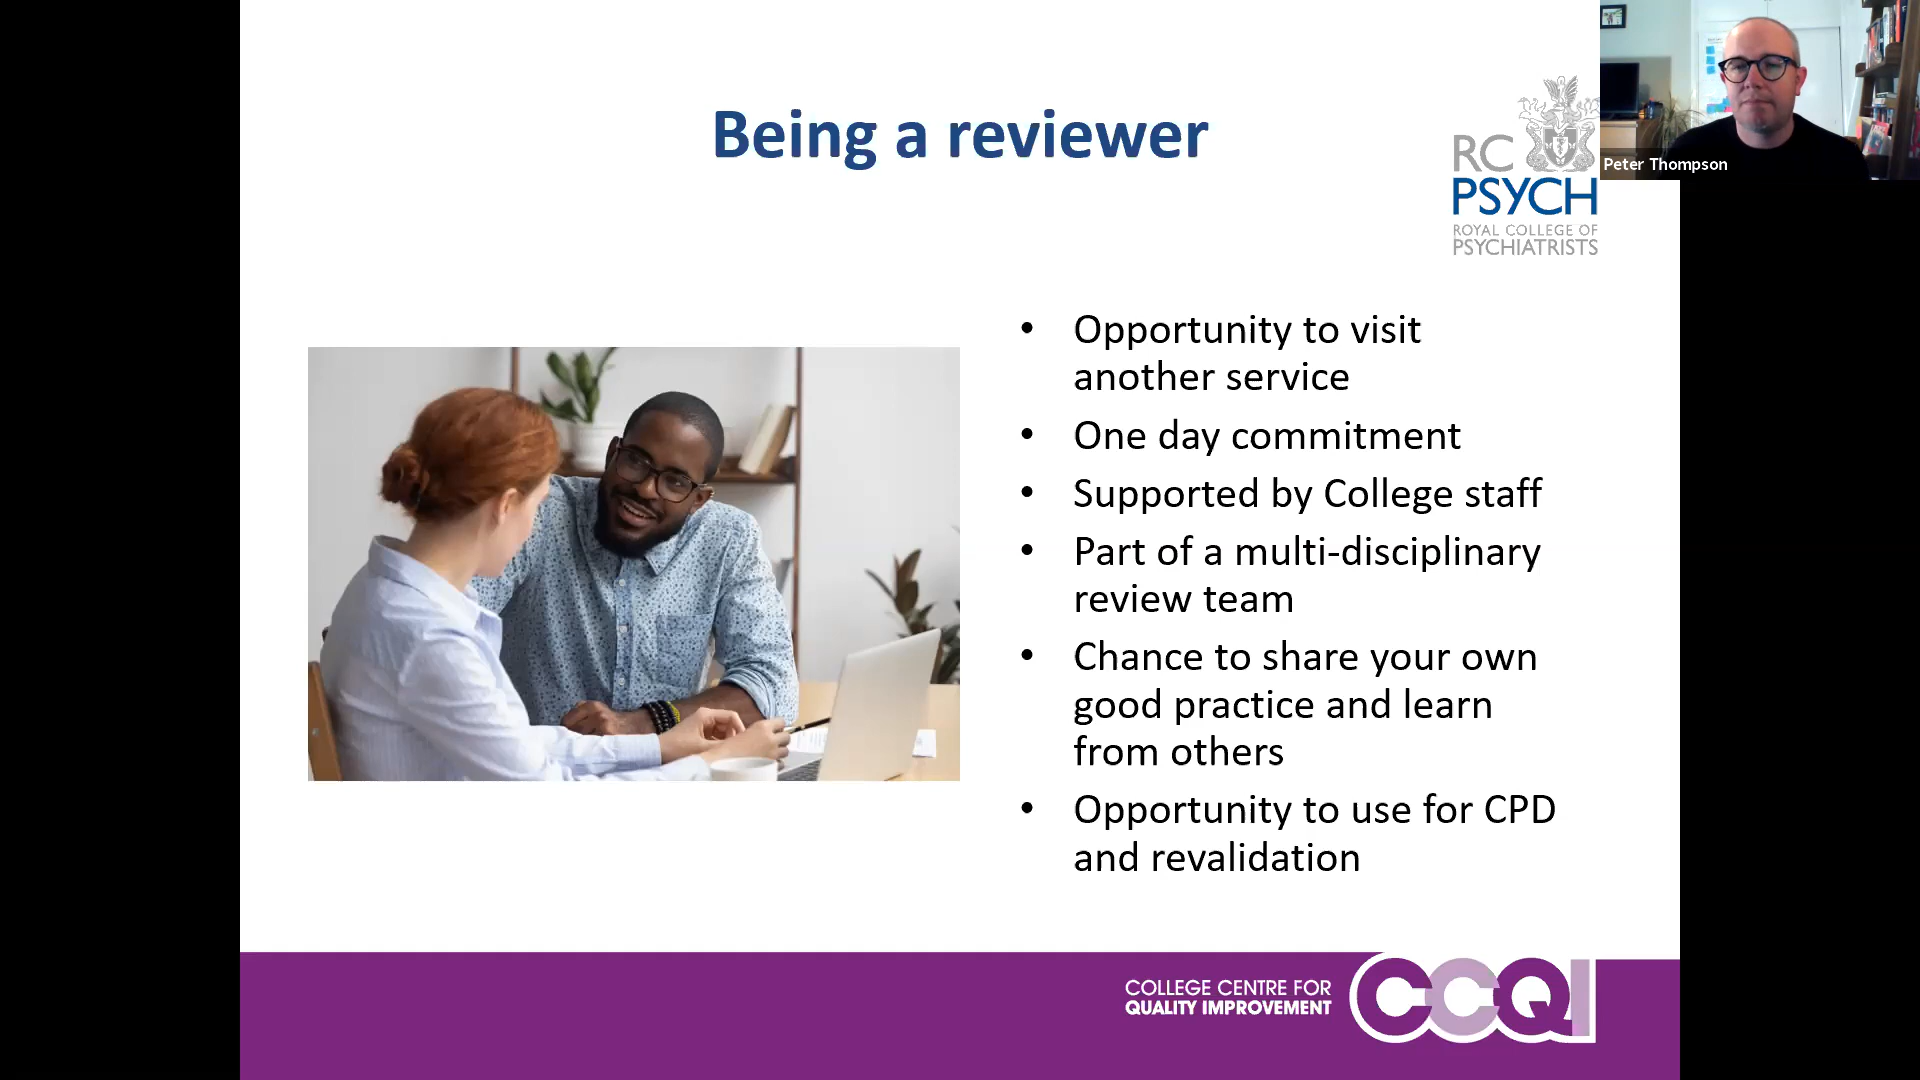 Being a reviewer
RC
PSYCH
ROYAL COLLEGE OF
PSYCHIATRISTS
Peter Thompson
• Opportunity to visit
another service
• One day commitment
• Supported by College staff
• Part of a multi-disciplinary
review team
• Chance to share your own
good practice and learn
from others
• Opportunity to use for CPD
and revalidation
COLLEGE CENTRE FOR
QUALITY IMPROVEMENT
CCQI